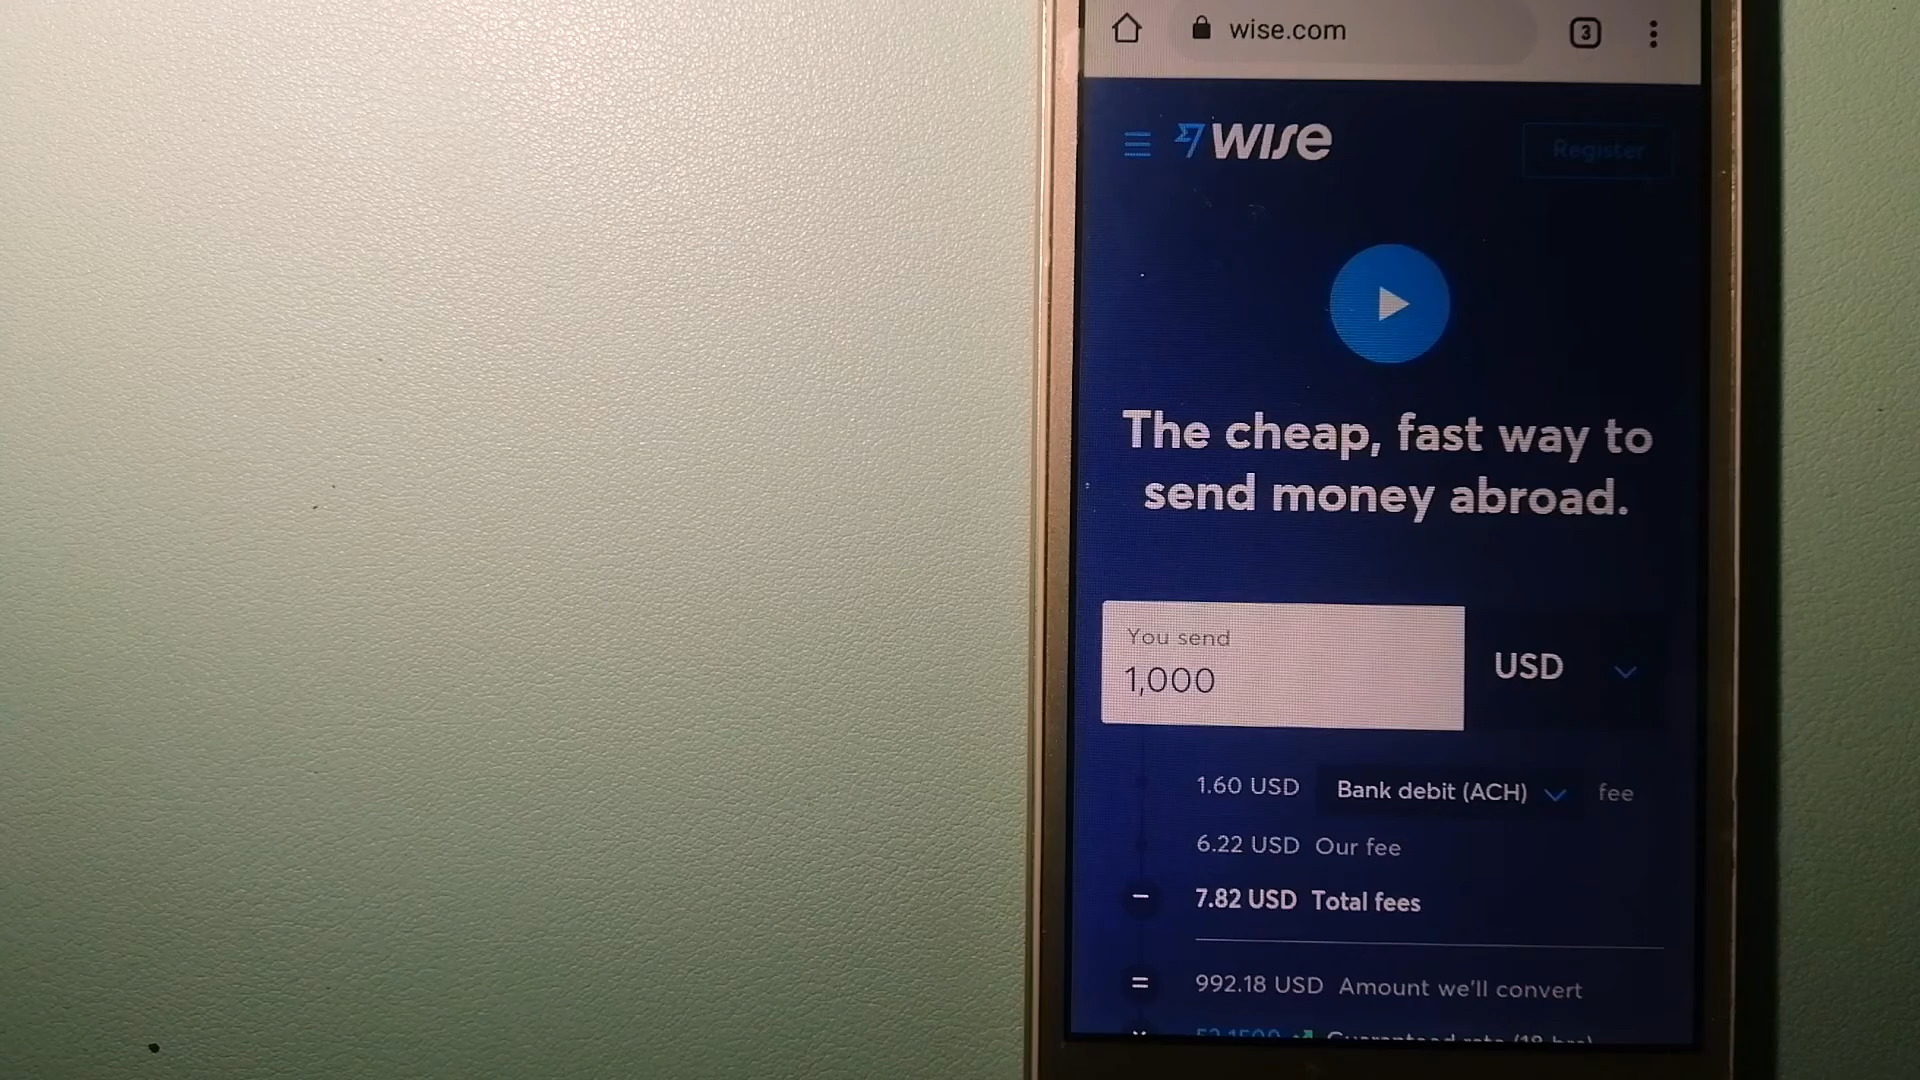 wise.com
3
WISE
Register
The cheap, fast way to
send money abroad.
You send
1,000
USD
1.60 USD Bank debit (ACH) fee
6.22 USD Our fee
7.82 USD Total fees
992.18 USD Amount we'll convert